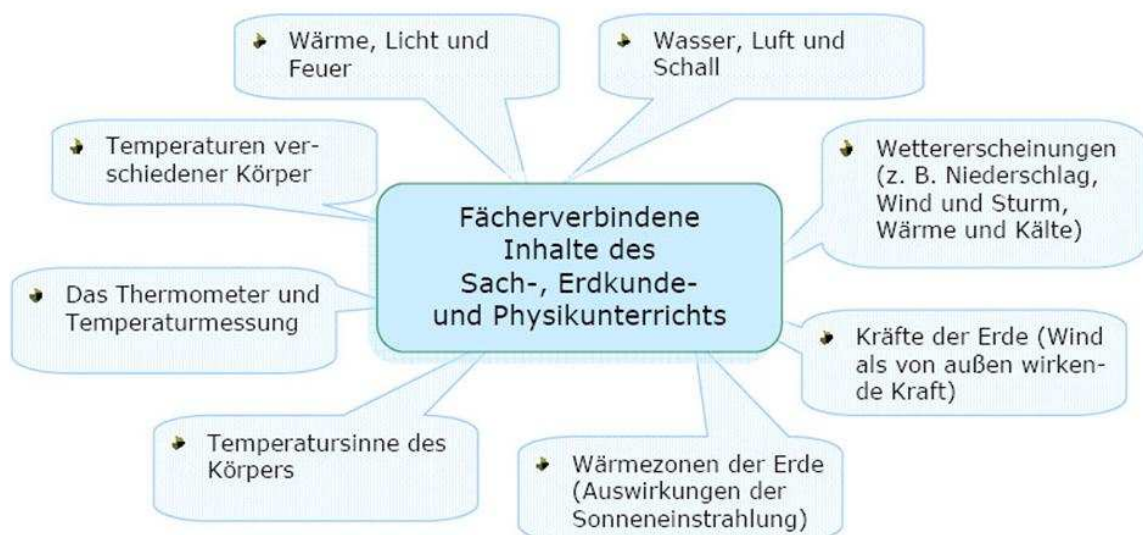 Wärme, Licht und
Feuer
Wasser, Luft und
Schall
Temperaturen ver-
schiedener Körper
Wettererscheinungen
(z. B. Niederschlag,
Wind und Sturm,
Wärme und Kälte)
Fächerverbindene
Inhalte des
Sach-, Erdkunde-
und Physikunterrichts
Das Thermometer und
Temperaturmessung
Kräfte der Erde (Wind
als von außen wirken-
de Kraft)
Temperatursinne des
Körpers
Wärmezonen der Erde
(Auswirkungen der
Sonneneinstrahlung)